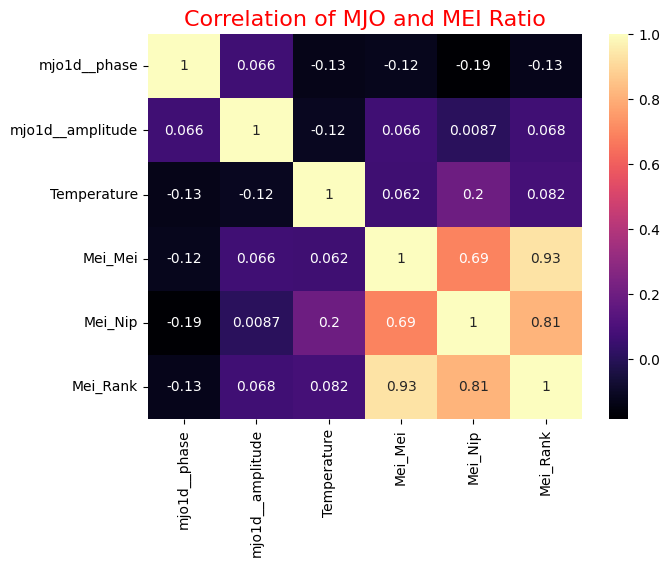 Correlation of MJO and MEI Ratio
mjo1d__phase 1 0.066 -0.13 -0.12 -0.19 -0.13
mjo1d__amplitude 0.066 1 -0.12 0.066 0.0087 0.068
Temperature -0.13 -0.12 1 0.062 0.2 0.082
Mei_Mei -0.12 0.066 0.062 1 0.69 0.93
Mei_Nip -0.19 0.0087 0.2 0.69 1 0.81
Mei_Rank -0.13 0.068 0.082 0.93 0.81 1
mjo1d__phase
mjo1d__amplitude
Temperature
Mei_Mei
Mei_Nip
Mei_Rank
1.0
0.8
0.6
0.4
0.2
0.0